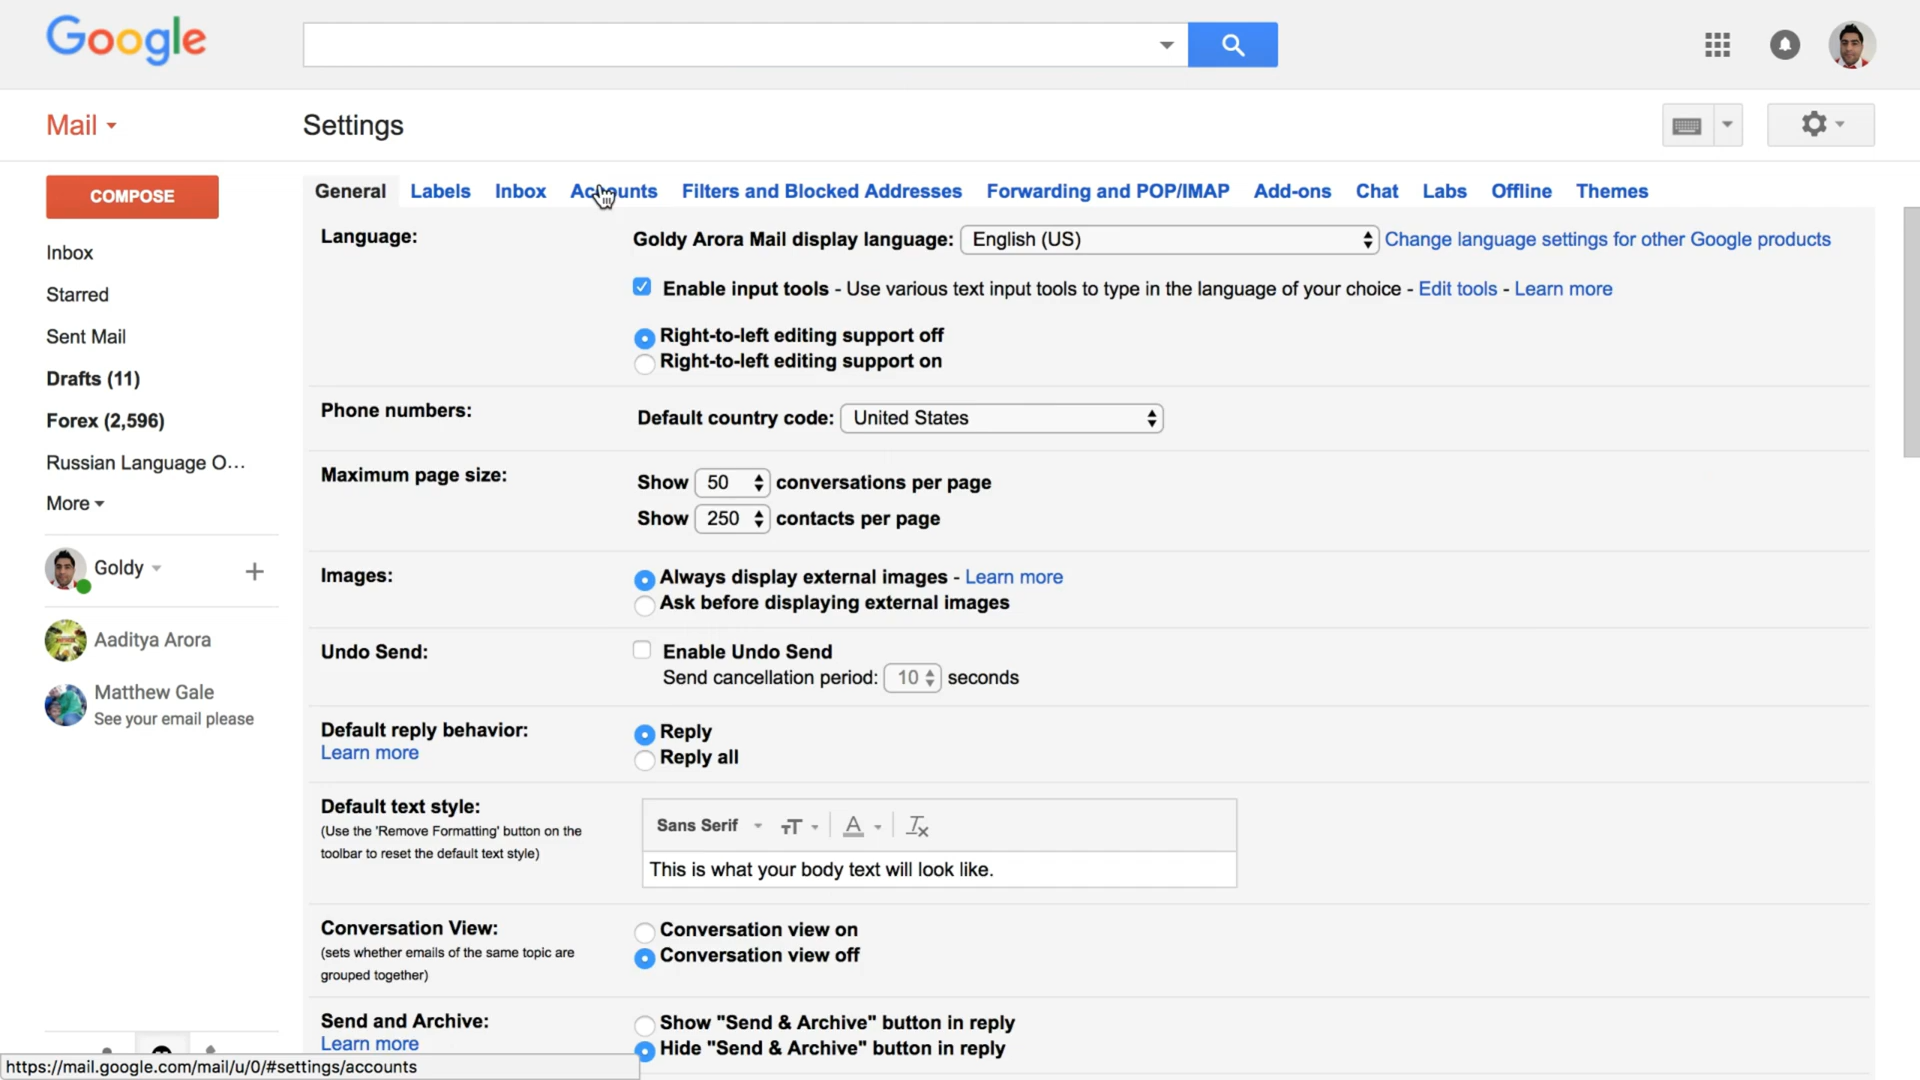 Google
Mail
Settings
COMPOSE
General Labels Inbox Accounts Filters and Blocked Addresses Forwarding and POP/IMAP Add-ons Chat Labs Offline Themes
Inbox
Starred
Sent Mail
Drafts (11)
Forex (2,596)
Russian Language O...
More
Goldy
Aaditya Arora
Matthew Gale
See your email please
Language:
Goldy Arora Mail display language: English (US) Change language settings for other Google products
Enable input tools - Use various text input tools to type in the language of your choice - Edit tools - Learn more
Right-to-left editing support off
Right-to-left editing support on
Phone numbers:
Default country code: United States
Maximum page size:
Show 50 conversations per page
Show 250 contacts per page
Images:
Always display external images - Learn more
Ask before displaying external images
Undo Send:
Enable Undo Send
Send cancellation period: 10 seconds
Default reply behavior:
Learn more
Reply
Reply all
Default text style:
(Use the 'Remove Formatting' button on the
toolbar to reset the default text style)
Sans Serif
This is what your body text will look like.
Conversation View:
(sets whether emails of the same topic are
grouped together)
Conversation view on
Conversation view off
Send and Archive:
Learn more
Show "Send & Archive" button in reply
Hide "Send & Archive" button in reply
https://mail.google.com/mail/u/0/#settings/accounts